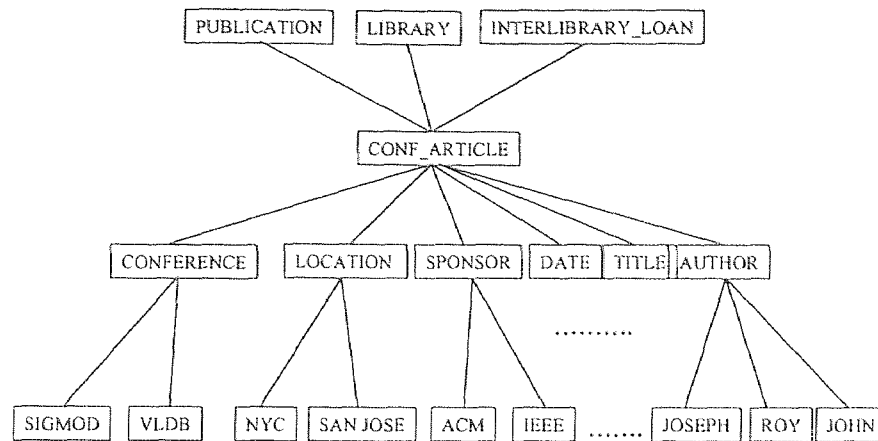 PUBLICATION LIBRARY INTERLIBRARY_LOAN
CONF_ARTICLE
CONFERENCE LOCATION SPONSOR DATE TITLE AUTHOR
..........
SIGMOD VLDB NYC SAN JOSE ACM IEEE ....... JOSEPH ROY JOHN